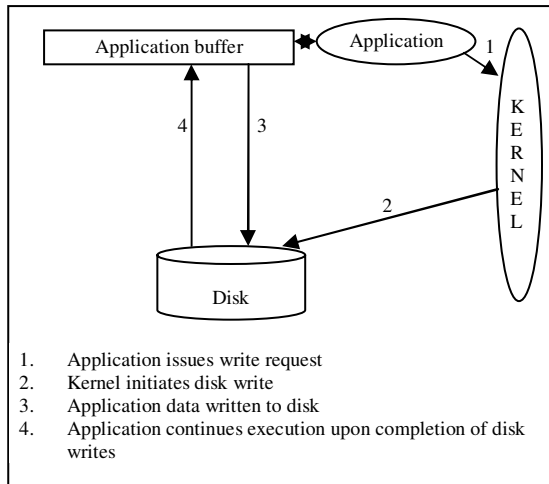 Application buffer
Application
1
K
E
R
N
E
L
4
3
2
Disk
1. Application issues write request
2. Kernel initiates disk write
3. Application data written to disk
4. Application continues execution upon completion of disk
writes